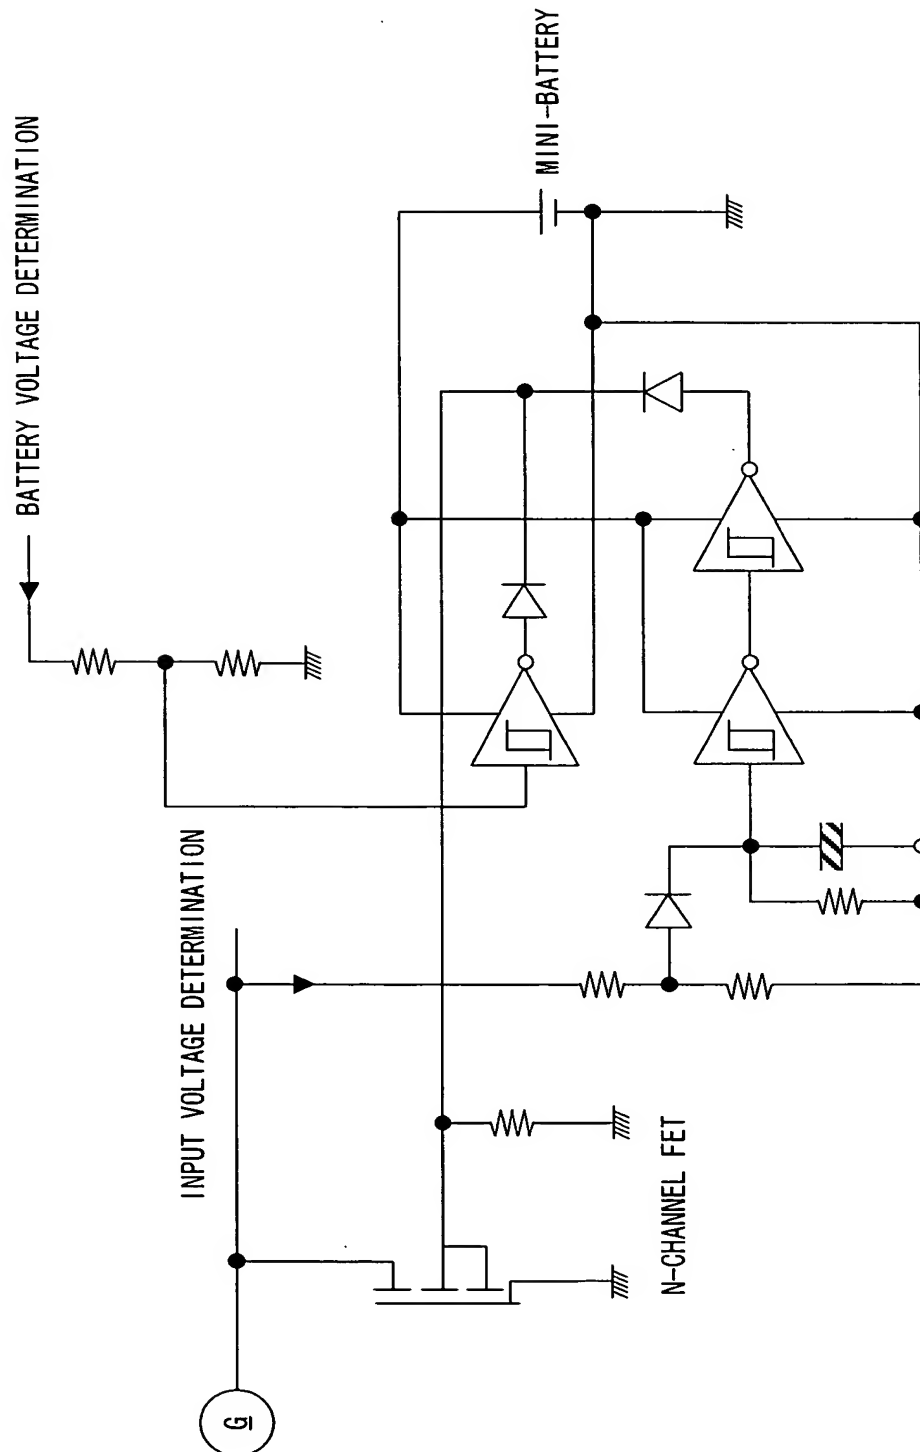 BATTERY VOLTAGE DETERMINATION
MINI-BATTERY
INPUT VOLTAGE DETERMINATION
N-CHANNEL FET
G